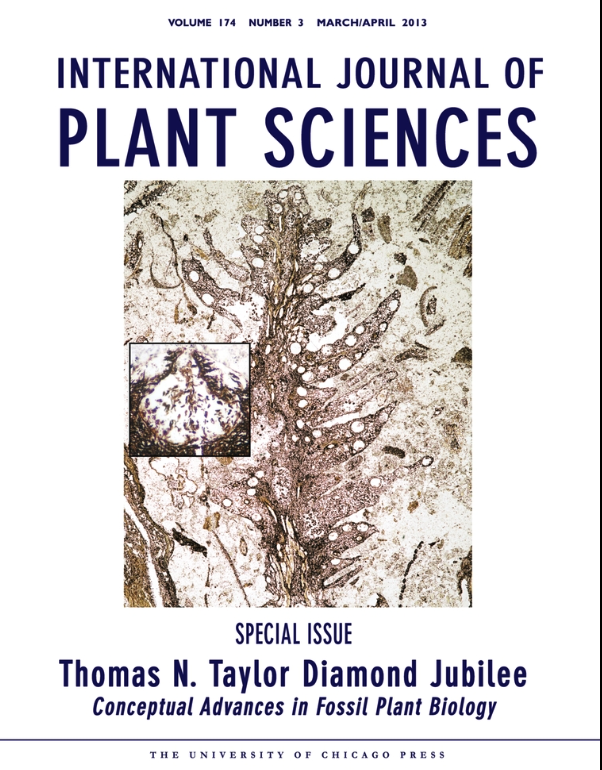 VOLUME 174 NUMBER 3 MARCH/APRIL 2013
INTERNATIONAL JOURNAL OF
PLANT SCIENCES
SPECIAL ISSUE
Thomas N. Taylor Diamond Jubilee
Conceptual Advances in Fossil Plant Biology
THE UNIVERSITY OF CHICAGO PRESS